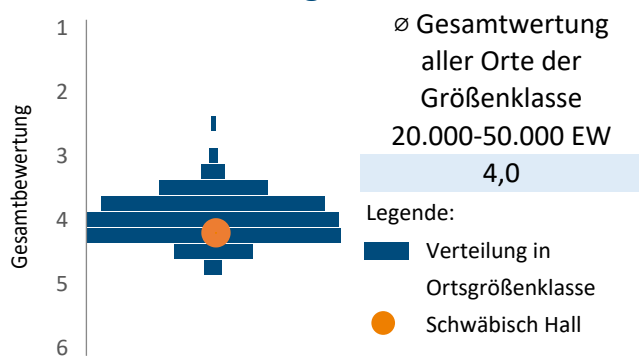 1
2
3
4
5
6
Gesamtbewertung
⌀ Gesamtwertung
aller Orte der
Größenklasse
20.000-50.000 EW
4,0
Legende:
Verteilung in
Ortsgrößenklasse
Schwäbisch Hall